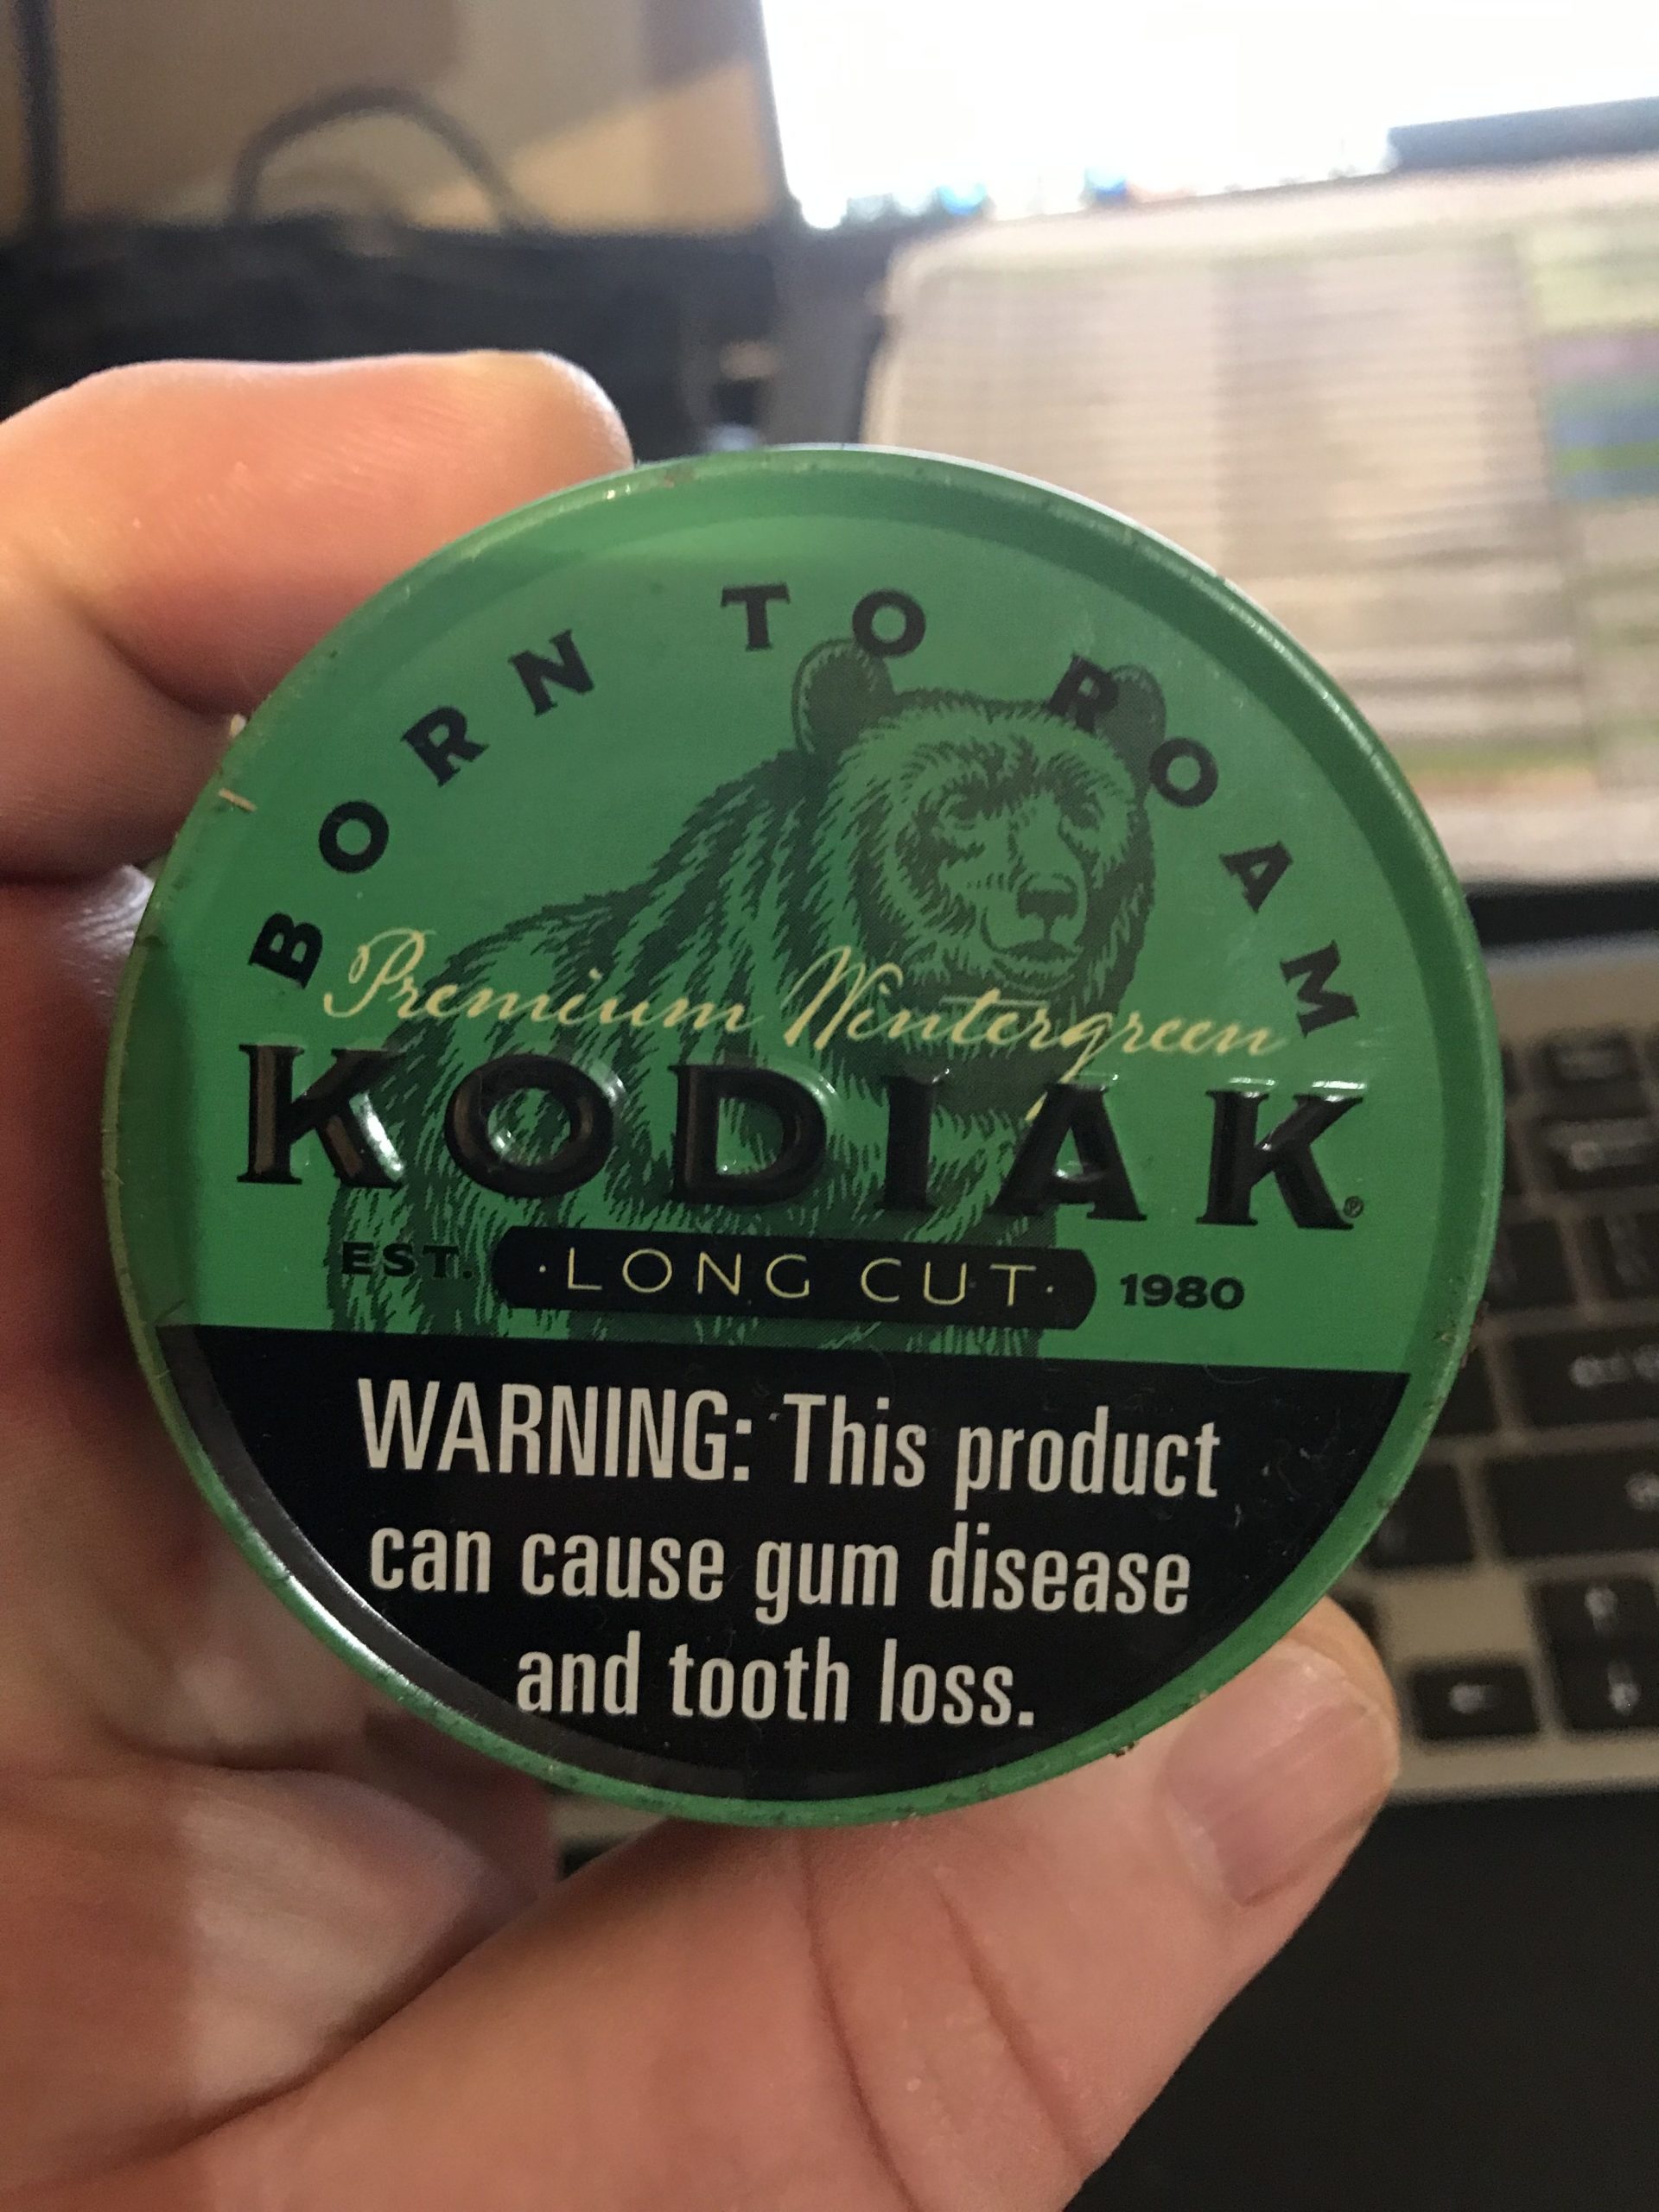 BORN TO ROAM
Premium Wintergreen
KODIAK®
EST. ·LONG CUT· 1980
WARNING: This product
can cause gum disease
and tooth loss.